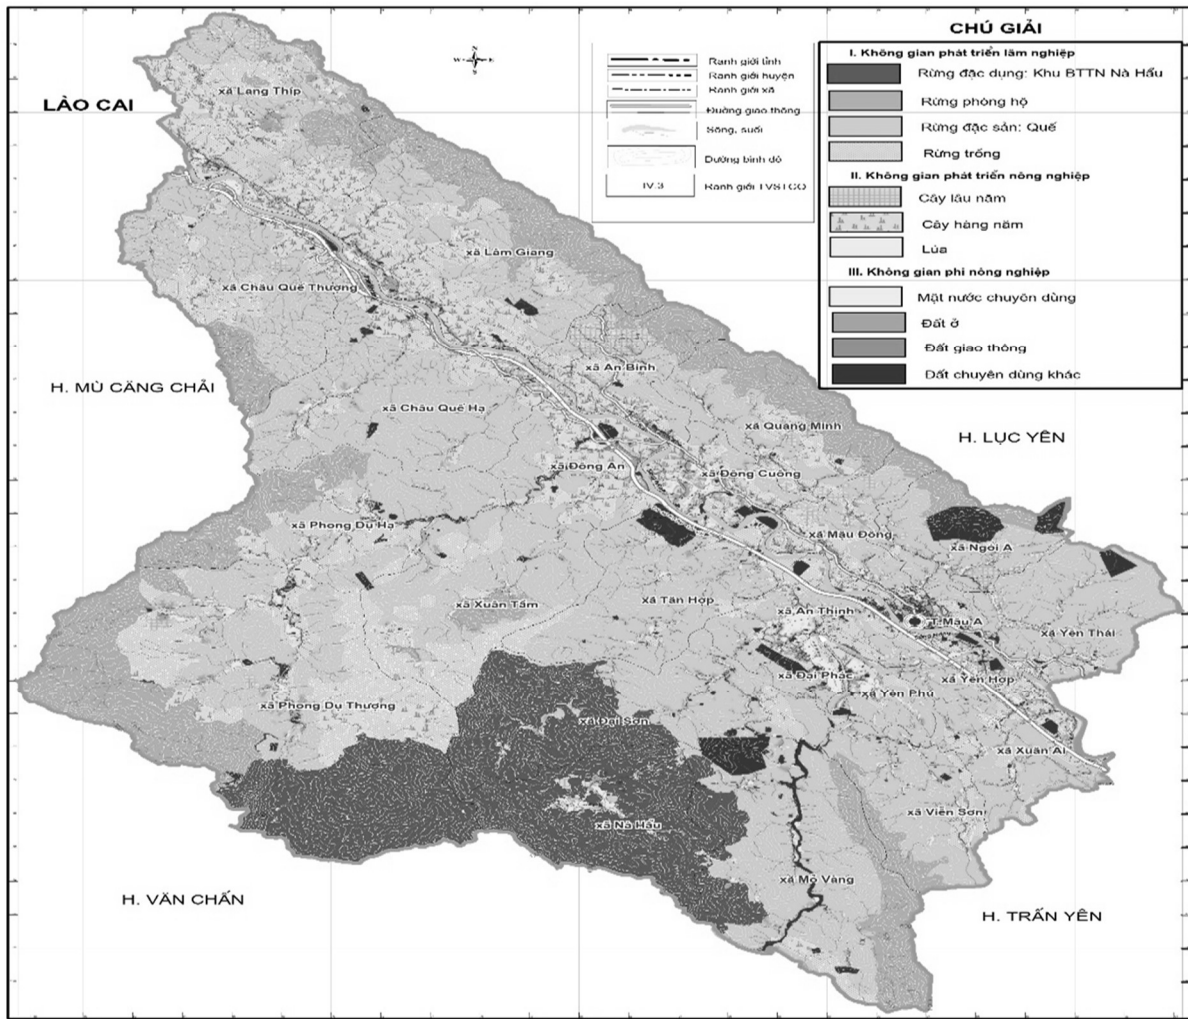 CHÚ GIẢI
I. Không gian phát triển lâm nghiệp
Rừng đặc dụng: Khu BTTN Nà Hẩu
Rừng phòng hộ
Rừng đặc sản: Quế
Rừng trồng
II. Không gian phát triển nông nghiệp
Cây lâu năm
Cây hàng năm
Lúa
III. Không gian phi nông nghiệp
Mặt nước chuyên dùng
Đất ở
Đất giao thông
Đất chuyên dùng khác
N
W
E
S
Ranh giới tỉnh
Ranh giới huyện
Ranh giới xã
Đường giao thông
Sông, suối
Đường bình độ
IV.3
Ranh giới
LÀO CAI
xã Lang Thíp
xã Lâm Giang
xã Châu Quế Thượng
xã An Bình
H. MÙ CĂNG CHẢI
xã Châu Quế Hạ
xã Quang Minh
H. LỤC YÊN
xã Đông An
xã Đông Cuông
xã Phong Dụ Hạ
xã Mậu Đông
xã Ngòi A
xã Xuân Tầm
xã Tân Hợp
xã An Thịnh
T.Mậu A
xã Yên Thái
xã Đại Phác
xã Yên Hợp
xã Yên Phú
xã Phong Dụ Thượng
xã Đại Sơn
xã Xuân Ái
xã Viễn Sơn
xã Nà Hẩu
xã Mỏ Vàng
H. VĂN CHẤN
H. TRẤN YÊN